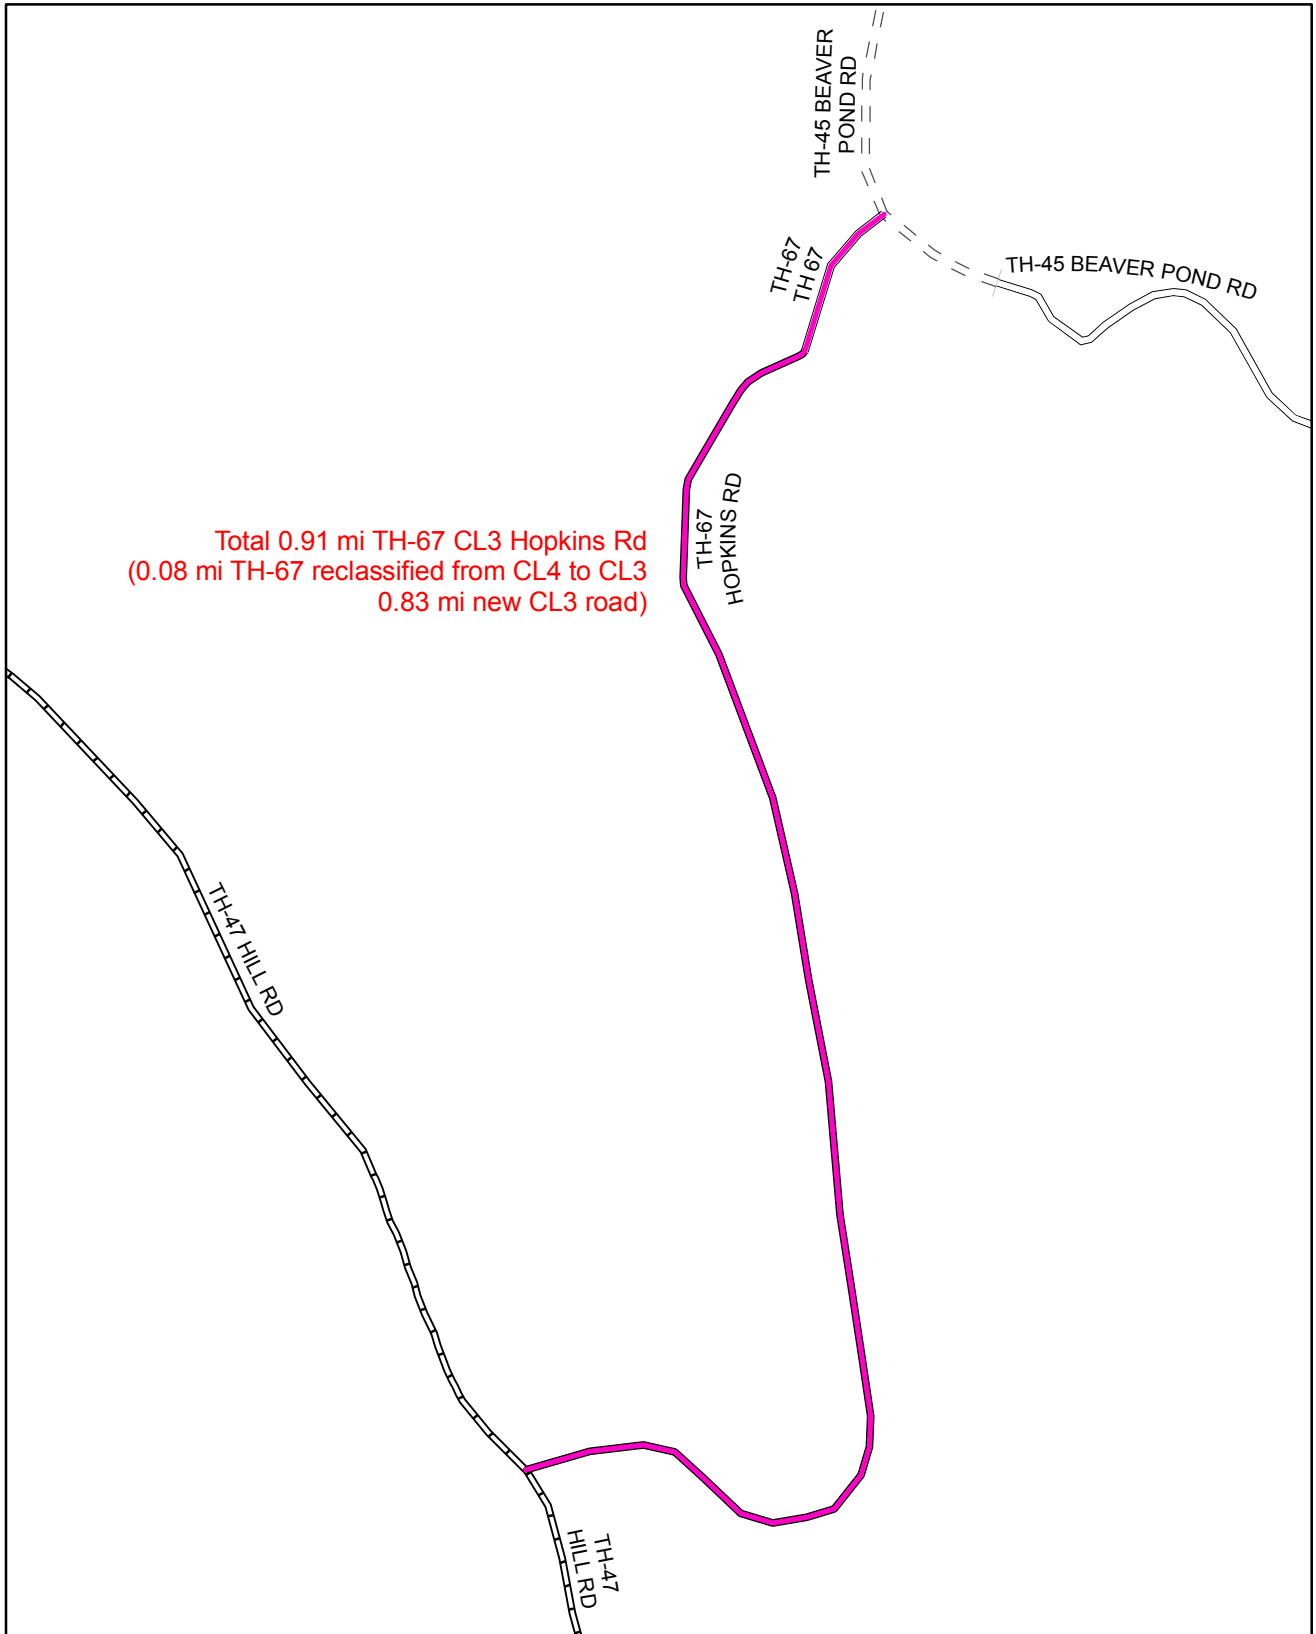 TH-45 BEAVER
POND RD
TH-67
TH 67
TH-45 BEAVER POND RD
TH-67
HOPKINS RD
Total 0.91 mi TH-67 CL3 Hopkins Rd
(0.08 mi TH-67 reclassified from CL4 to CL3
0.83 mi new CL3 road)
TH-47 HILL RD
TH-47
HILL RD